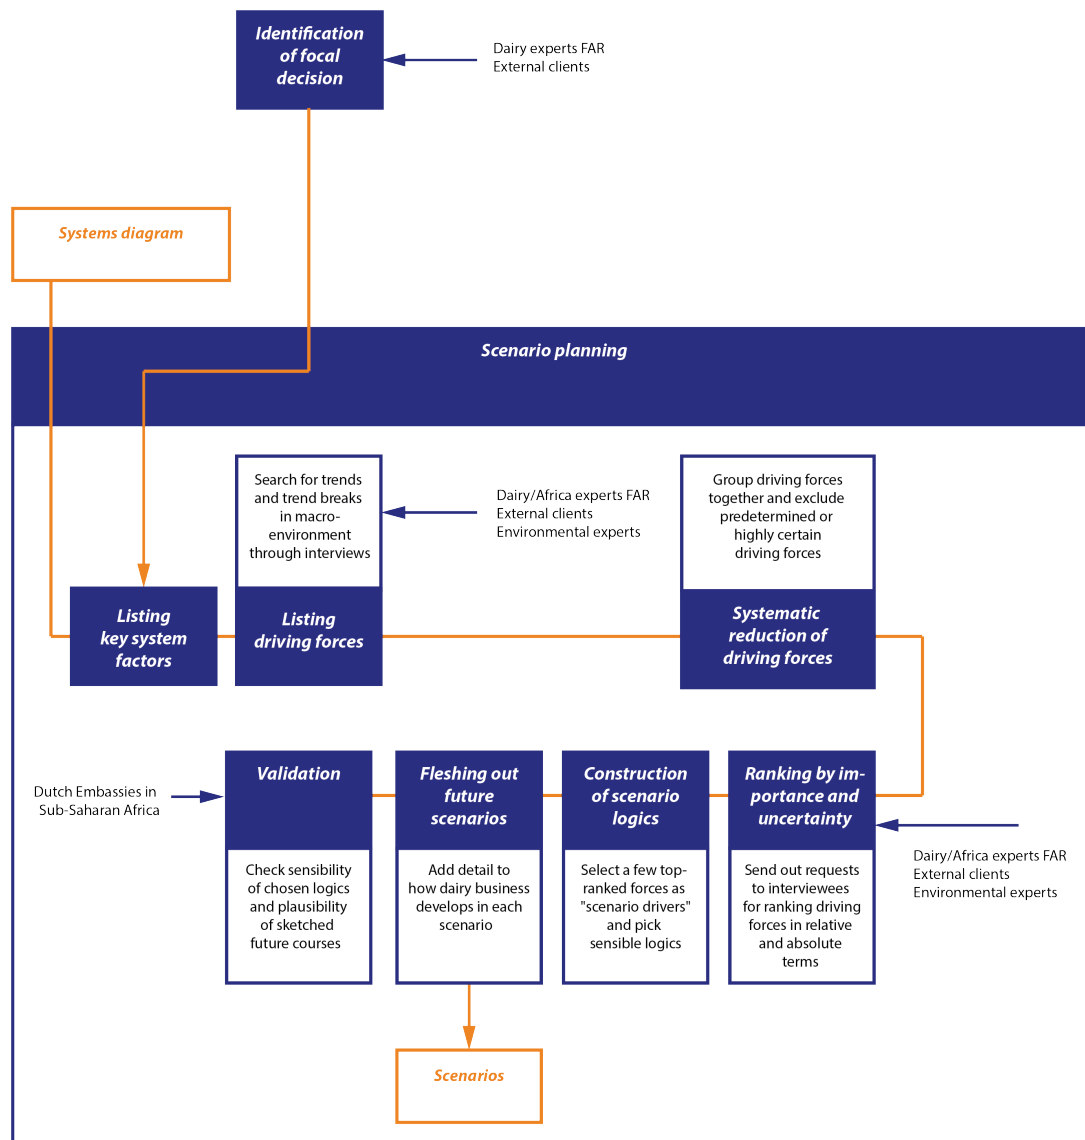 Identification
of focal
decision
Dairy experts FAR
External clients
Systems diagram
Scenario planning
Search for trends
and trend breaks
in macro-
environment
through interviews
Dairy/Africa experts FAR
External clients
Environmental experts
Group driving forces
together and exclude
predetermined or
highly certain
driving forces
Listing
key system
factors
Listing
driving forces
Systematic
reduction of
driving forces
Dutch Embassies in
Sub-Saharan Africa
Validation
Check sensibility
of chosen logics
and plausibility
of sketched
future courses
Fleshing out
future
scenarios
Add detail to
how dairy business
develops in each
scenario
Construction
of scenario
logics
Select a few top-
ranked forces as
"scenario drivers"
and pick
sensible logics
Ranking by im-
portance and
uncertainty
Send out requests
to interviewees
for ranking driving
forces in relative
and absolute
terms
Dairy/Africa experts FAR
External clients
Environmental experts
Scenarios